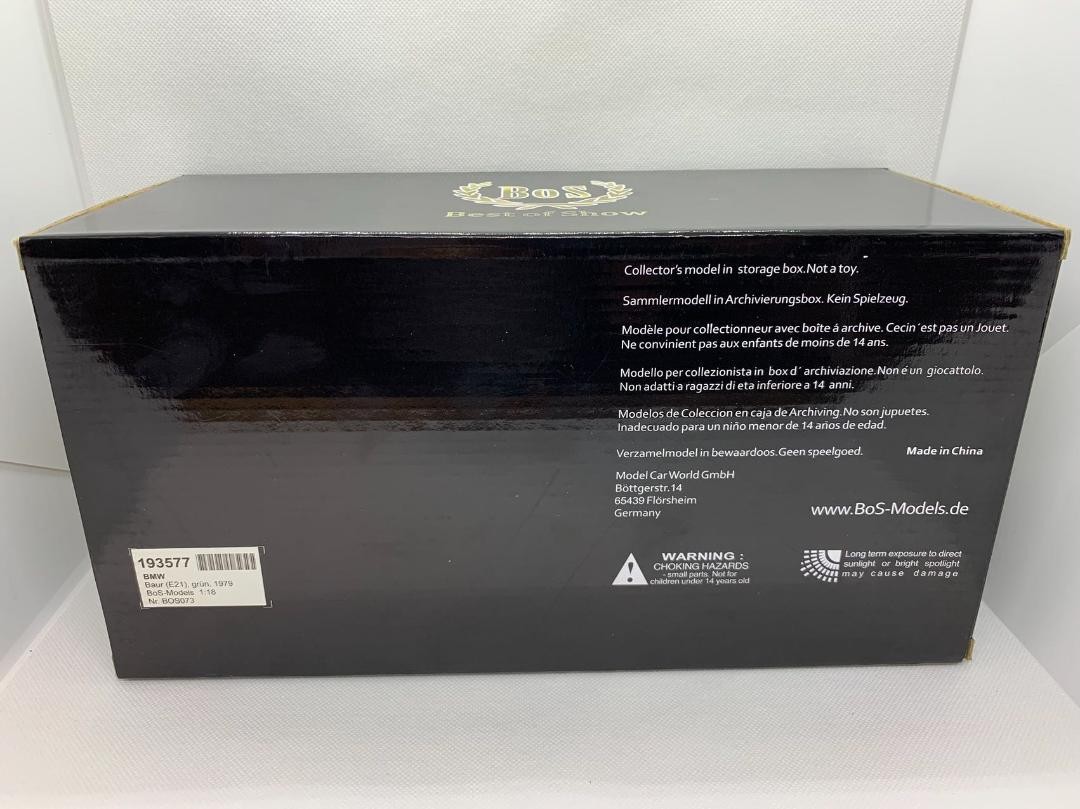 BoS
Best of Show
Collector's model in storage box.Not a toy.
Sammlermodell in Archivierungsbox. Kein Spielzeug.
Modèle pour collectionneur avec boîte á archive. Cecin´est pas un Jouet.
Ne convinient pas aux enfants de moins de 14 ans.
Modello per collezionista in box d´archiviazione.Non é un giocattolo.
Non adatti a ragazzi di eta inferiore a 14 anni.
Modelos de Coleccion en caja de Archiving.No son jupuetes.
Inadecuado para un niño menor de 14 años de edad.
Verzamelmodel in bewaardoos.Geen speelgoed.
Made in China
Model Car World GmbH
Böttgerstr.14
65439 Flörsheim
Germany
www.BoS-Models.de
193577
BMW
Baur (E21), grün, 1979
BoS-Models 1:18
Nr. BOS073
WARNING :
CHOKING HAZARDS
- small parts. Not for
children under 14 years old
Long term exposure to direct
sunlight or bright spotlight
may cause damage